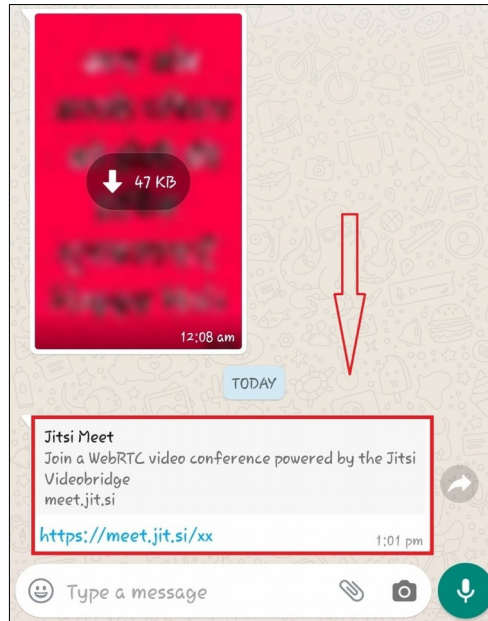 47 KB
12:08 am
TODAY
Jitsi Meet
Join a WebRTC video conference powered by the Jitsi
Videobridge
meet.jit.si
https://meet.jit.si/xx
1:01 pm
Type a message